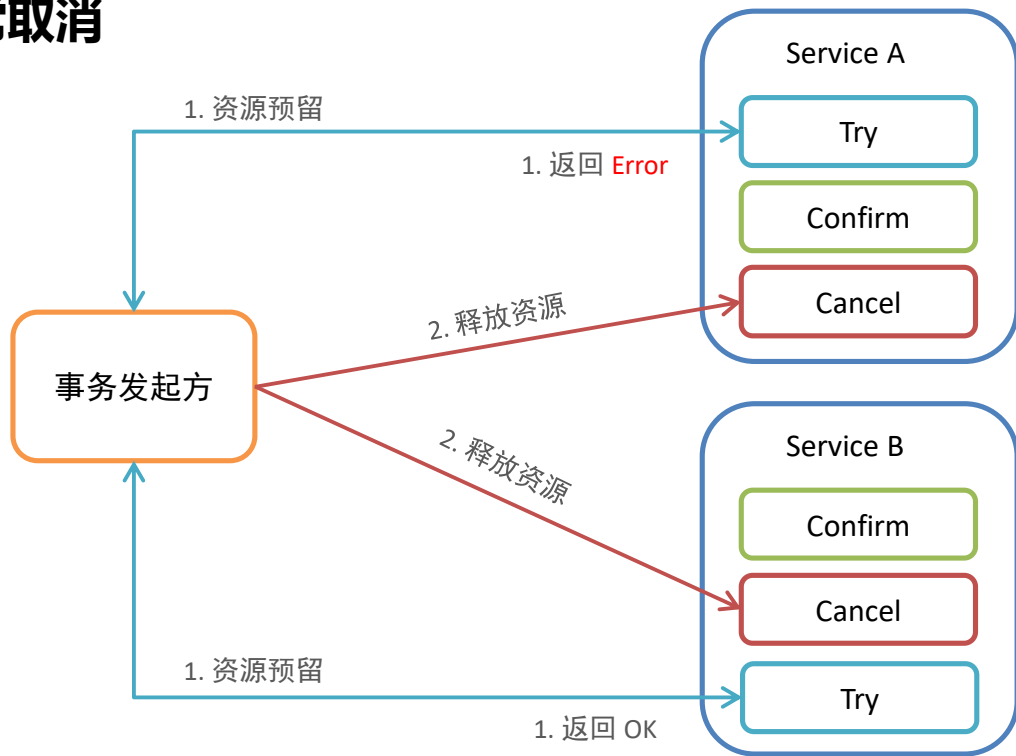 取消
Service A
1. 资源预留
Try
1. 返回 Error
Confirm
2. 释放资源
Cancel
事务发起方
2. 释放资源
Service B
Confirm
Cancel
1. 资源预留
Try
1. 返回 OK